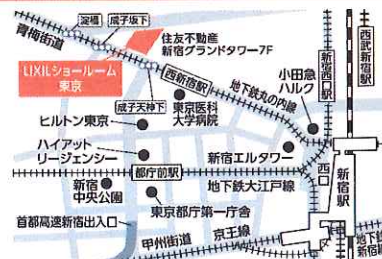 淀橋
成子坂下
青梅街道
住友不動産
新宿グランドタワー7F
LIXILショールーム
東京
西新宿駅
地下鉄丸の内線
成子天神下
東京医科
大学病院
ヒルトン東京
小田急
ハルク
新宿西口駅
西武新宿駅
ハイアット
リージェンシー
新宿エルタワー
都庁前駅
地下鉄大江戸線
西口
新宿駅
新宿
中央公園
東京都庁第一庁舎
首都高速新宿出入口
甲州街道
京王線
地下鉄